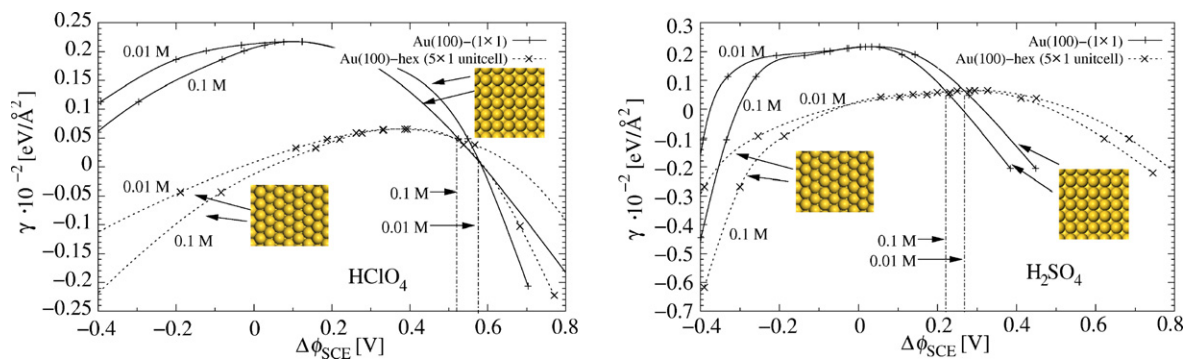 0.25
0.2
0.15
0.1
0.05
0
−0.05
−0.1
−0.15
−0.2
−0.25
γ ·10⁻² [eV/Å²]
0.01 M
0.1 M
Au(100)−(1×1)
Au(100)−hex (5×1 unitcell)
0.01 M
0.1 M
0.1 M
0.01 M
HClO₄
−0.4 −0.2 0 0.2 0.4 0.6 0.8
Δϕ_SCE [V]
0.3
0.2
0.1
0
−0.1
-0.2
−0.3
−0.4
−0.5
−0.6
−0.7
γ ·10⁻² [eV/Å²]
0.01 M
Au(100)−(1×1)
Au(100)−hex (5×1 unitcell)
0.1 M
0.01 M
0.1 M
0.1 M
0.01 M
H₂SO₄
−0.4 −0.2 0 0.2 0.4 0.6 0.8
Δϕ_SCE [V]